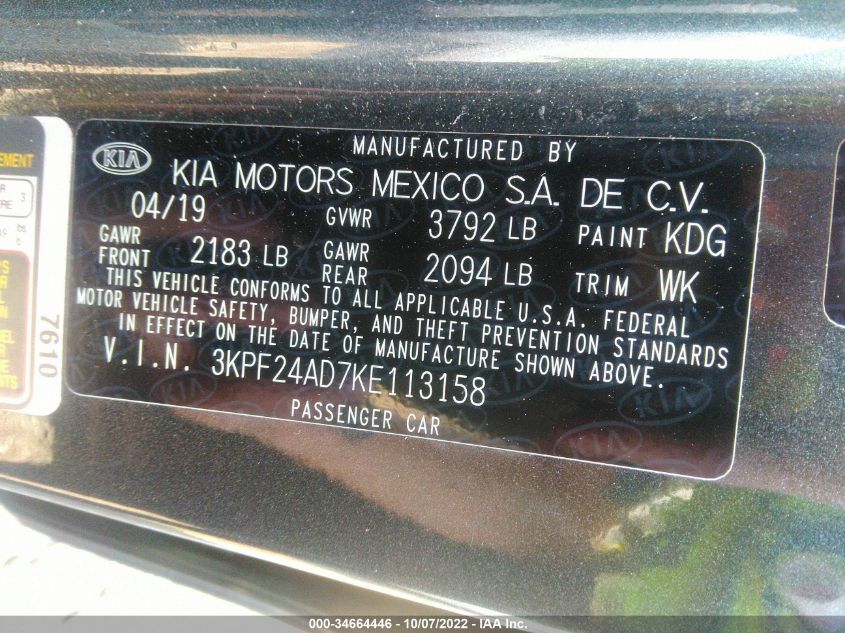 MANUFACTURED BY
KIA KIA MOTORS MEXICO S.A. DE C.V.
04/19 GVWR 3792 LB PAINT KDG
GAWR FRONT 2183 LB GAWR REAR 2094 LB TRIM WK
THIS VEHICLE CONFORMS TO ALL APPLICABLE U.S.A. FEDERAL
MOTOR VEHICLE SAFETY, BUMPER, AND THEFT PREVENTION STANDARDS
IN EFFECT ON THE DATE OF MANUFACTURE SHOWN ABOVE.
V.I.N. 3KPF24AD7KE113158
PASSENGER CAR
7610
000-34664446 - 10/07/2022 - IAA, Inc.